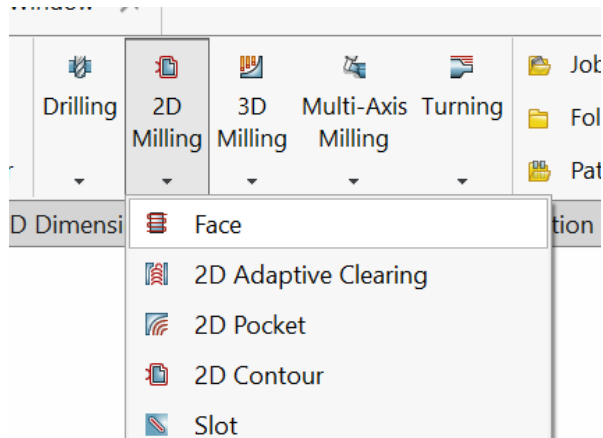 Drilling
2D Milling
3D Milling
Multi-Axis Milling
Turning
Job
Fol
Pat
D Dimensi
tion
Face
2D Adaptive Clearing
2D Pocket
2D Contour
Slot